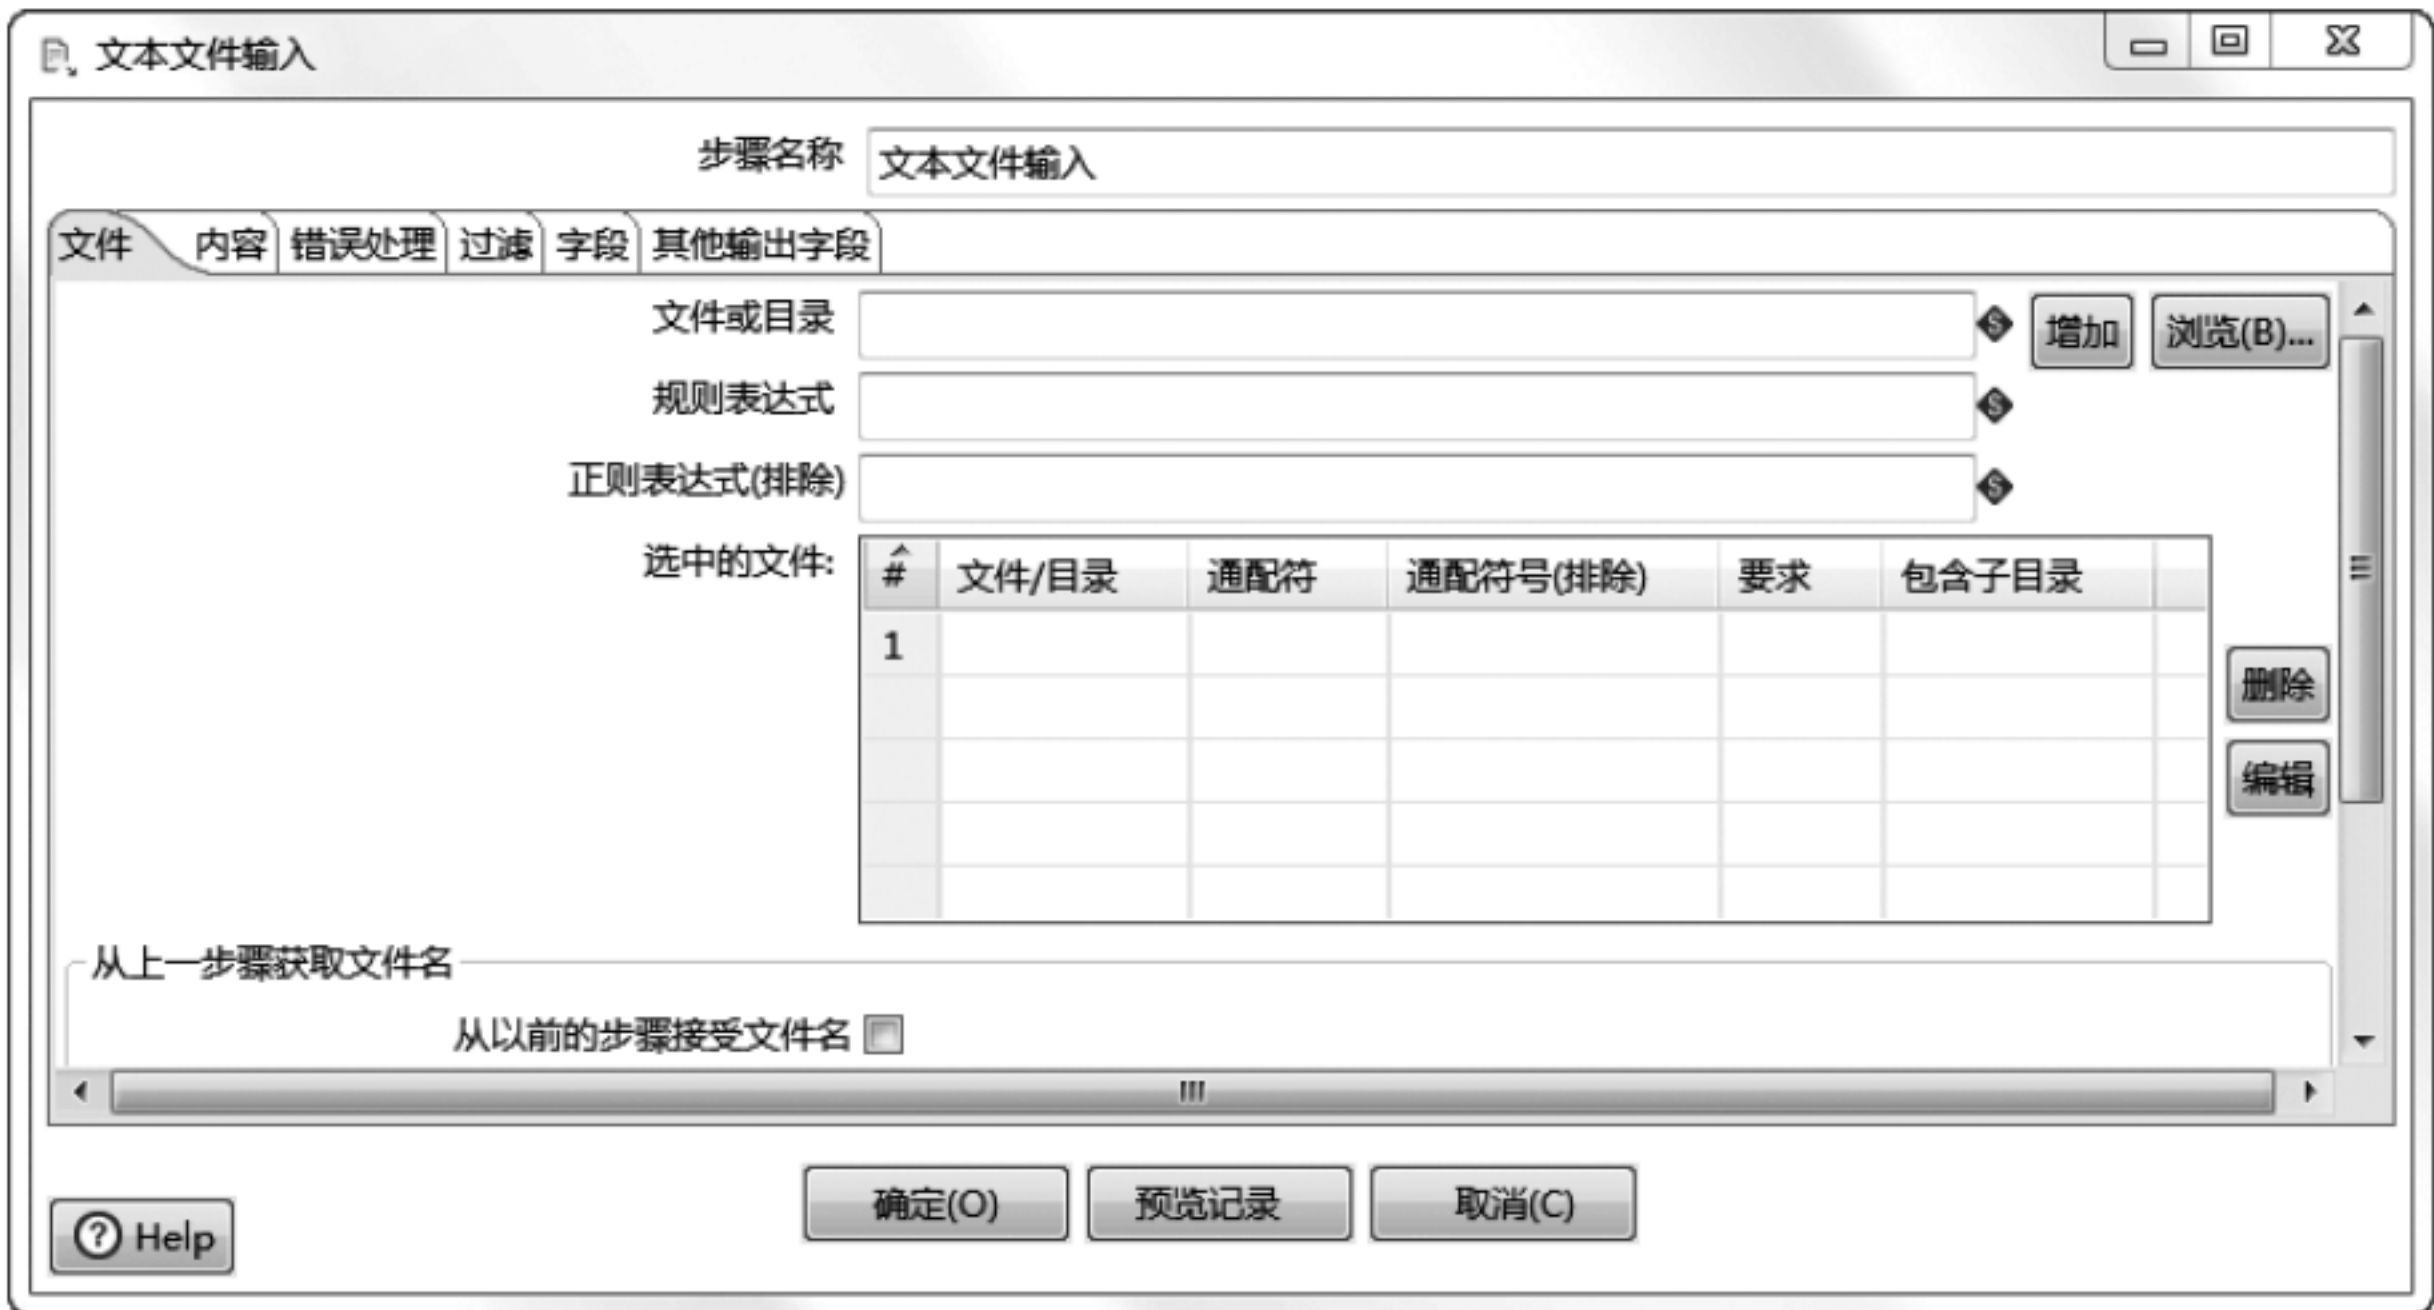 文本文件输入
步骤名称 文本文件输入
文件 内容 错误处理 过滤 字段 其他输出字段
文件或目录 增加 浏览(B)...
规则表达式
正则表达式(排除)
选中的文件:
# 文件/目录 通配符 通配符号(排除) 要求 包含子目录
1
删除
编辑
从上一步骤获取文件名
从以前的步骤接受文件名
确定(O) 预览记录 取消(C)
Help